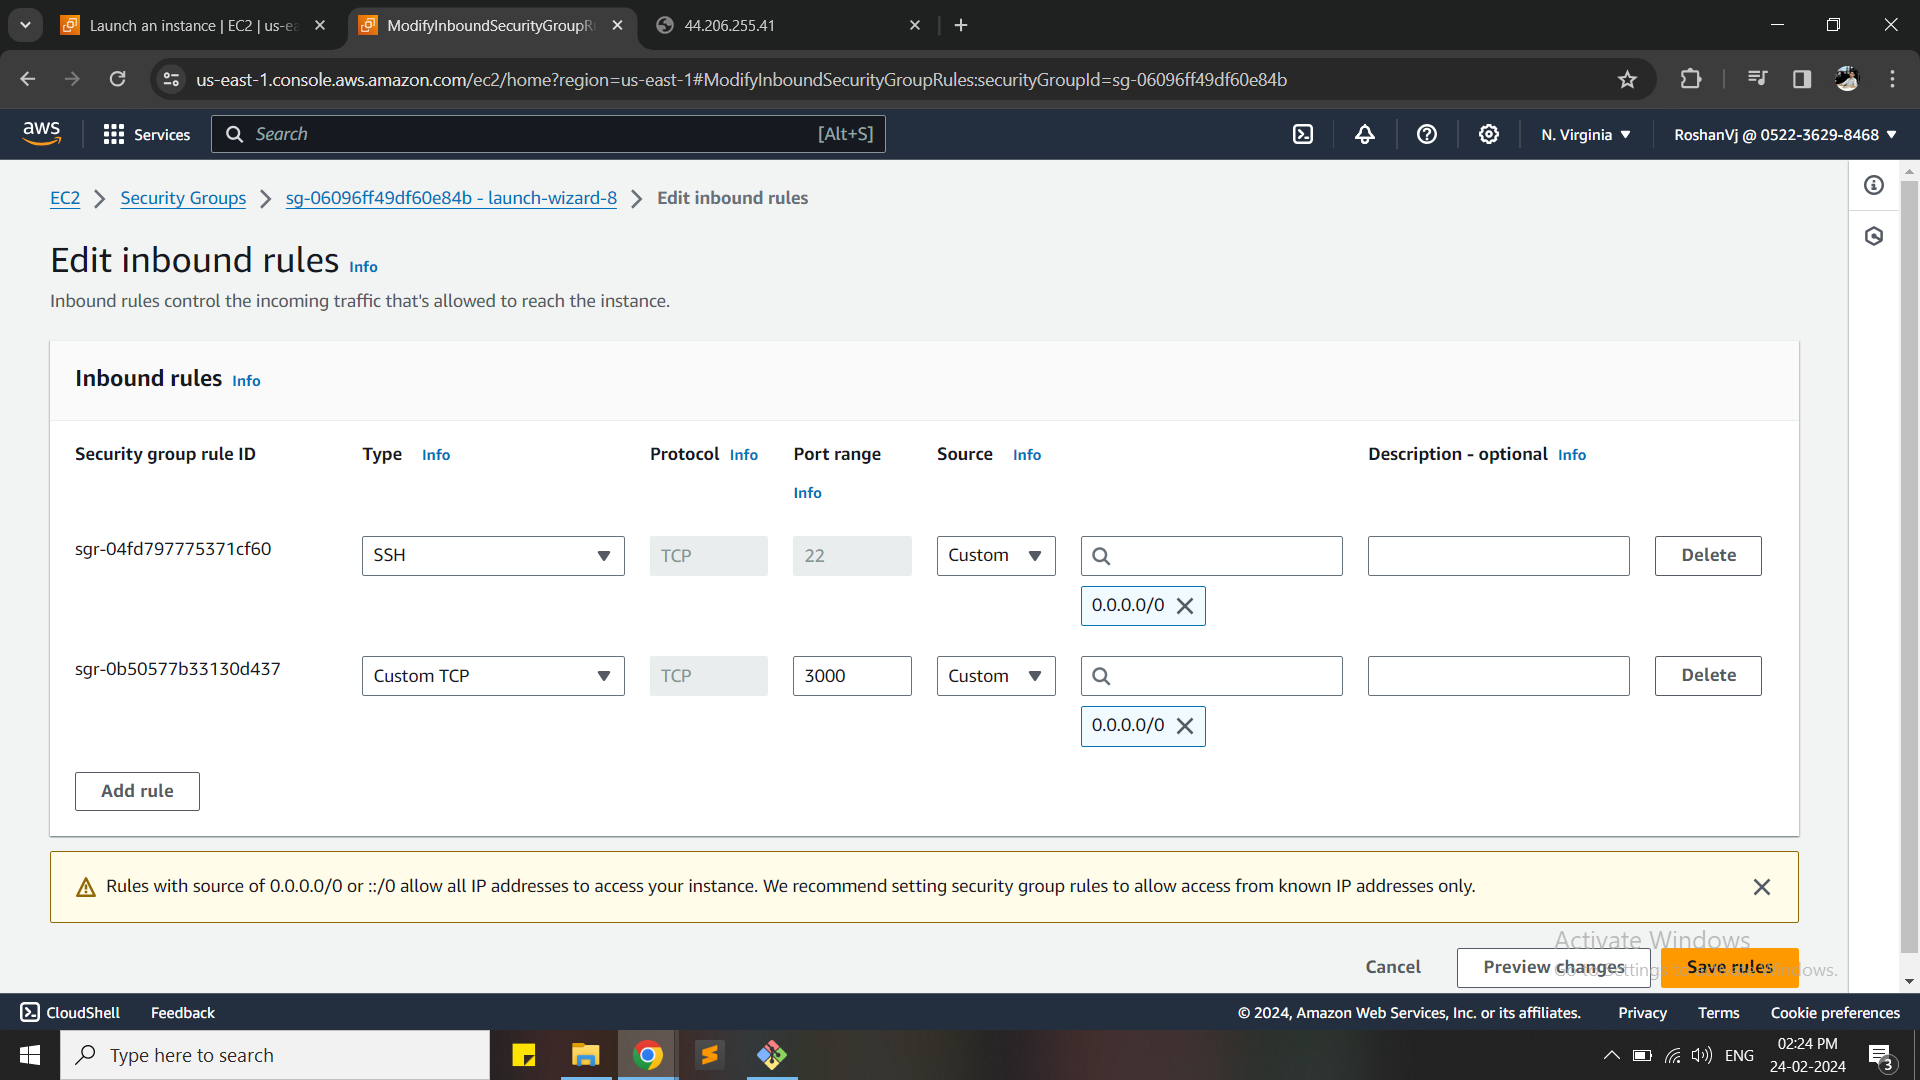 Launch an instance | EC2 | us-ea
ModifyInboundSecurityGroupR
44.206.255.41
us-east-1.console.aws.amazon.com/ec2/home?region=us-east-1#ModifyInboundSecurityGroupRules:securityGroupId=sg-06096ff49df60e84b
aws Services Search [Alt+S] N. Virginia RoshanVj @ 0522-3629-8468
EC2 Security Groups sg-06096ff49df60e84b - launch-wizard-8 Edit inbound rules
Edit inbound rules Info
Inbound rules control the incoming traffic that's allowed to reach the instance.
Inbound rules Info
Security group rule ID Type Info Protocol Info Port range Source Info Description - optional Info
Info
sgr-04fd797775371cf60 SSH TCP 22 Custom Delete
0.0.0.0/0
sgr-0b50577b33130d437 Custom TCP TCP 3000 Custom Delete
0.0.0.0/0
Add rule
Rules with source of 0.0.0.0/0 or ::/0 allow all IP addresses to access your instance. We recommend setting security group rules to allow access from known IP addresses only.
Activate Windows
Cancel Preview changes Save rules
CloudShell Feedback © 2024, Amazon Web Services, Inc. or its affiliates. Privacy Terms Cookie preferences
Type here to search ENG 02:24 PM
24-02-2024 3